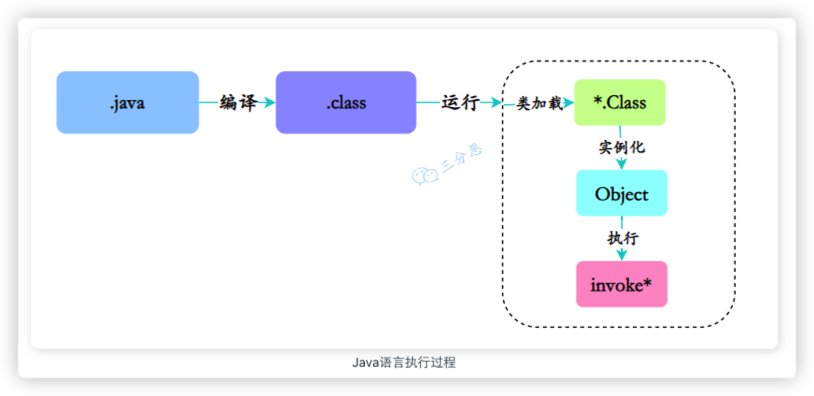 .java
编译
.class
运行
类加载
*.Class
实例化
Object
执行
invoke*
三分恶
Java语言执行过程